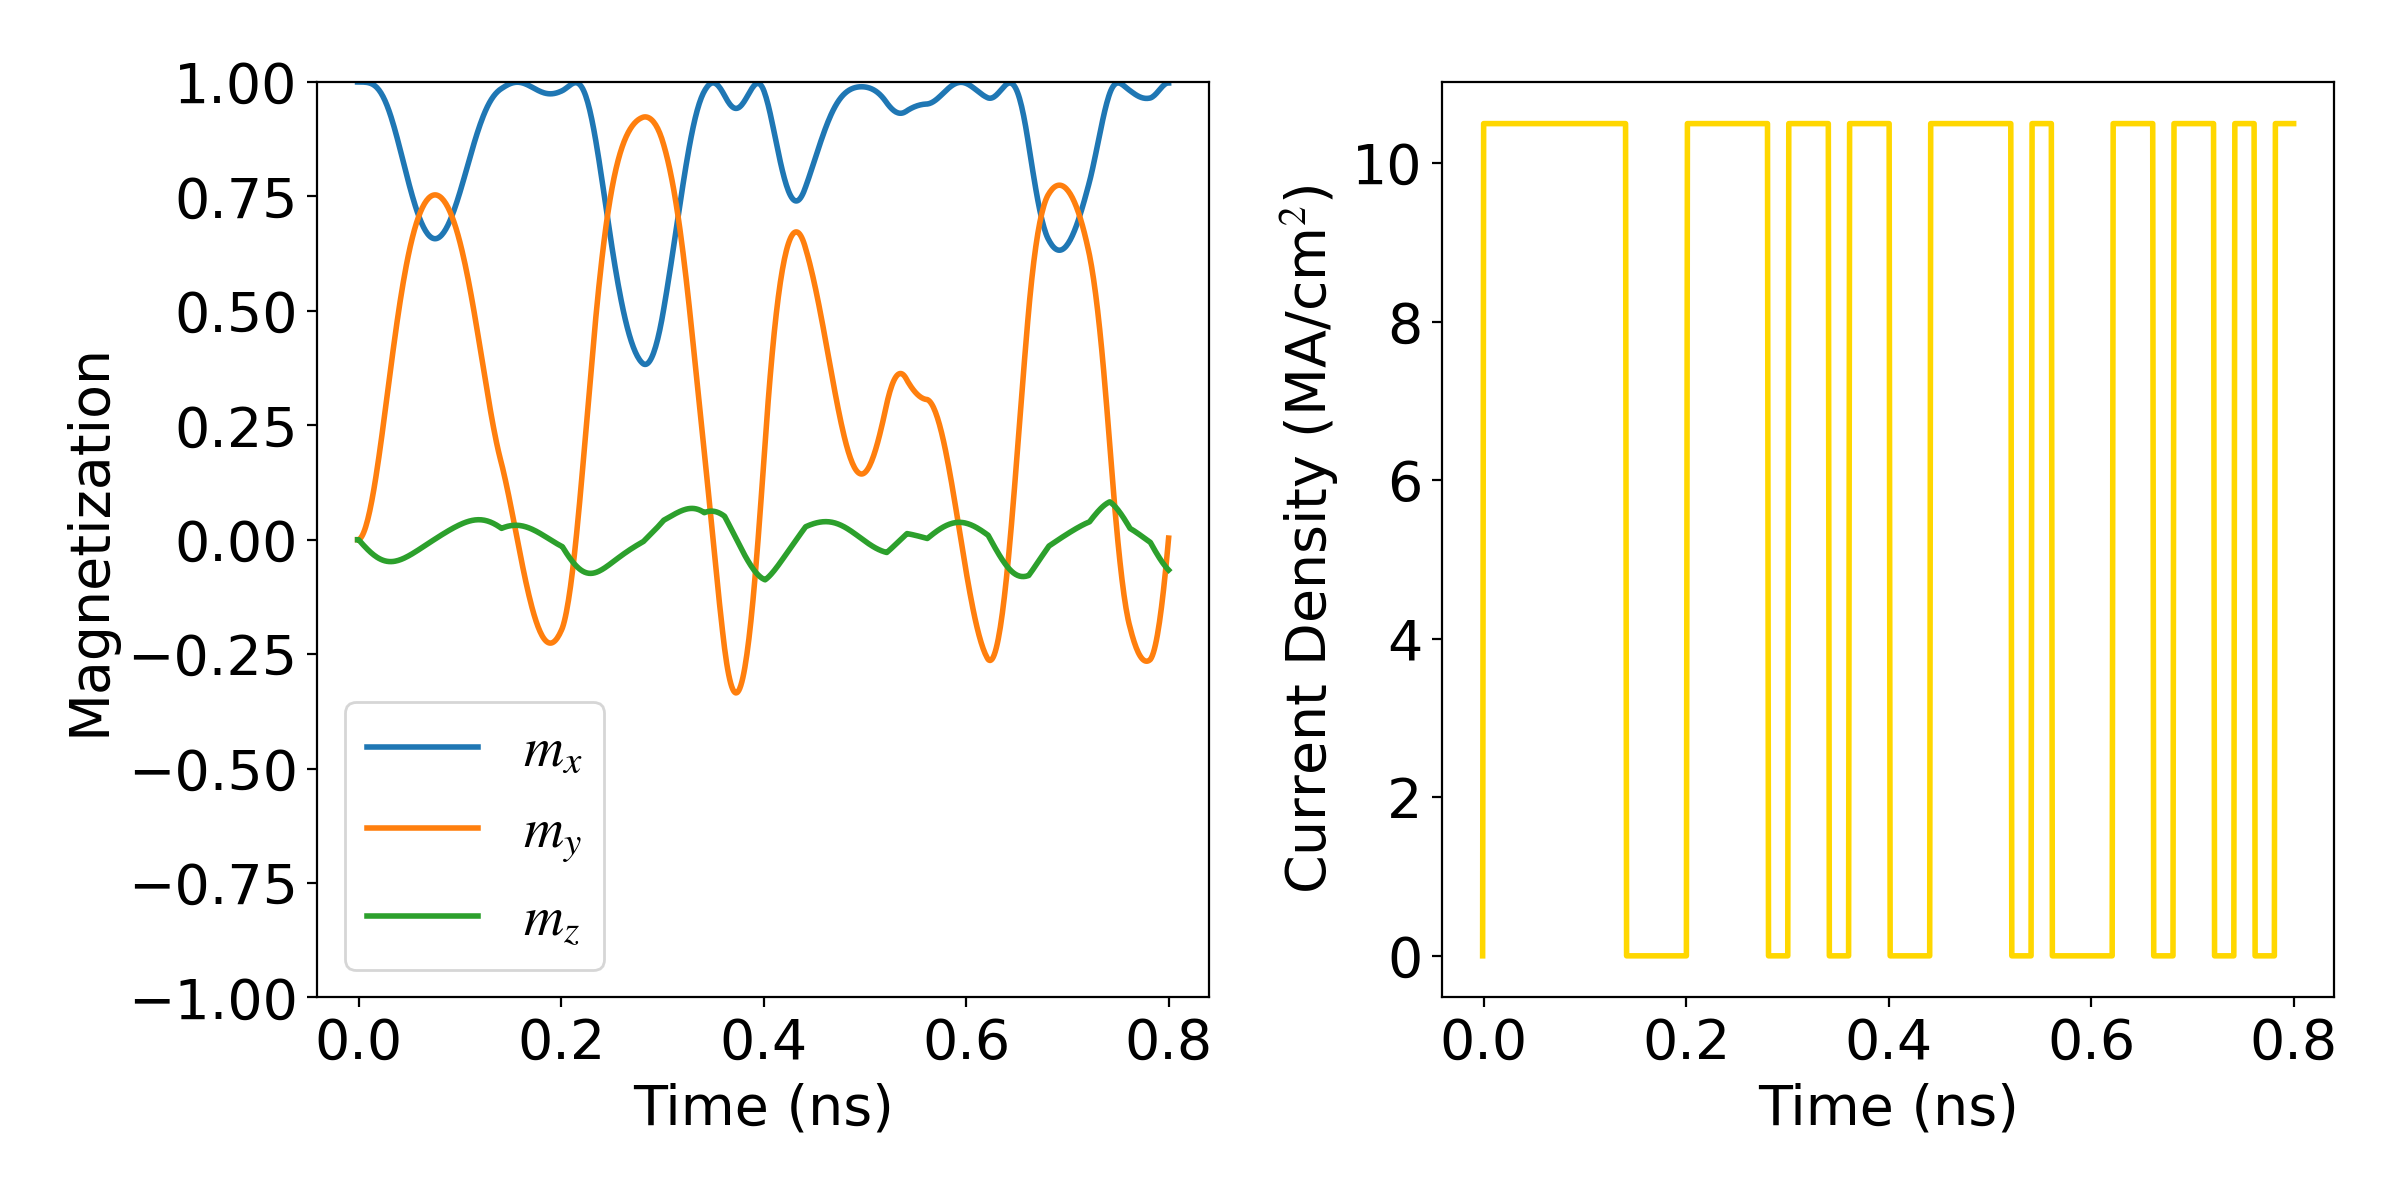 1.00
0.75
0.50
0.25
0.00
−0.25
−0.50
−0.75
−1.00
Magnetization
m_x
m_y
m_z
0.0 0.2 0.4 0.6 0.8
Time (ns)
10
8
6
4
2
0
Current Density (MA/cm²)
0.0 0.2 0.4 0.6 0.8
Time (ns)